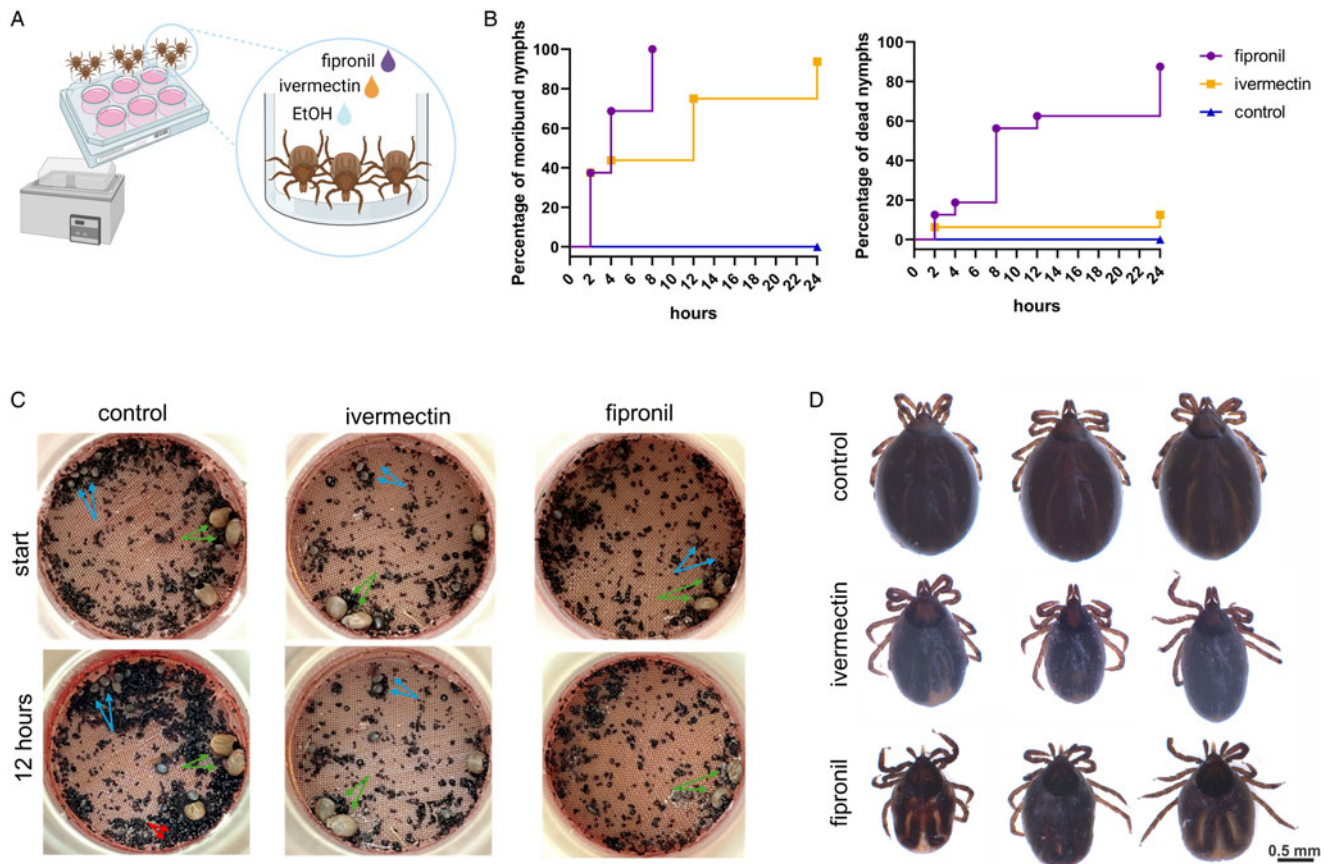 A
fipronil
ivermectin
EtOH
B
Percentage of moribund nymphs
100
80
60
40
20
0
0 2 4 6 8 10 12 14 16 18 20 22 24
hours
Percentage of dead nymphs
100
80
60
40
20
0
0 2 4 6 8 10 12 14 16 18 20 22 24
hours
fipronil
ivermectin
control
C
control ivermectin fipronil
start
12 hours
D
control
ivermectin
fipronil
0.5 mm